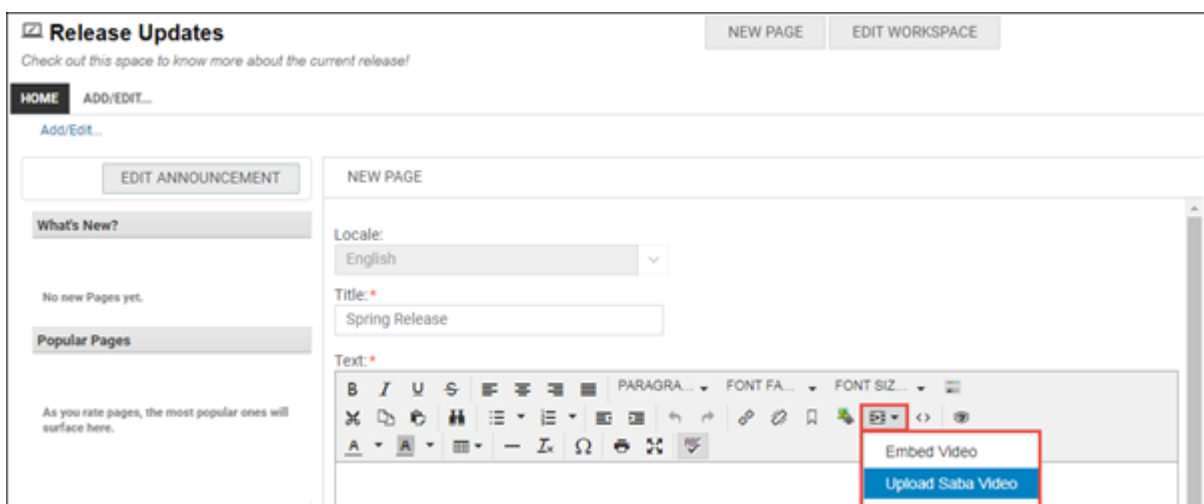 Release Updates
NEW PAGE
EDIT WORKSPACE
Check out this space to know more about the current release!
HOME
ADD/EDIT...
Add/Edit...
EDIT ANNOUNCEMENT
NEW PAGE
What's New?
No new Pages yet.
Popular Pages
As you rate pages, the most popular ones will
surface here.
Locale:
English
Title:*
Spring Release
Text:*
B I U S PARAGRA... FONT FA... FONT SIZ...
A A Ix Ω ABC
Embed Video
Upload Saba Video